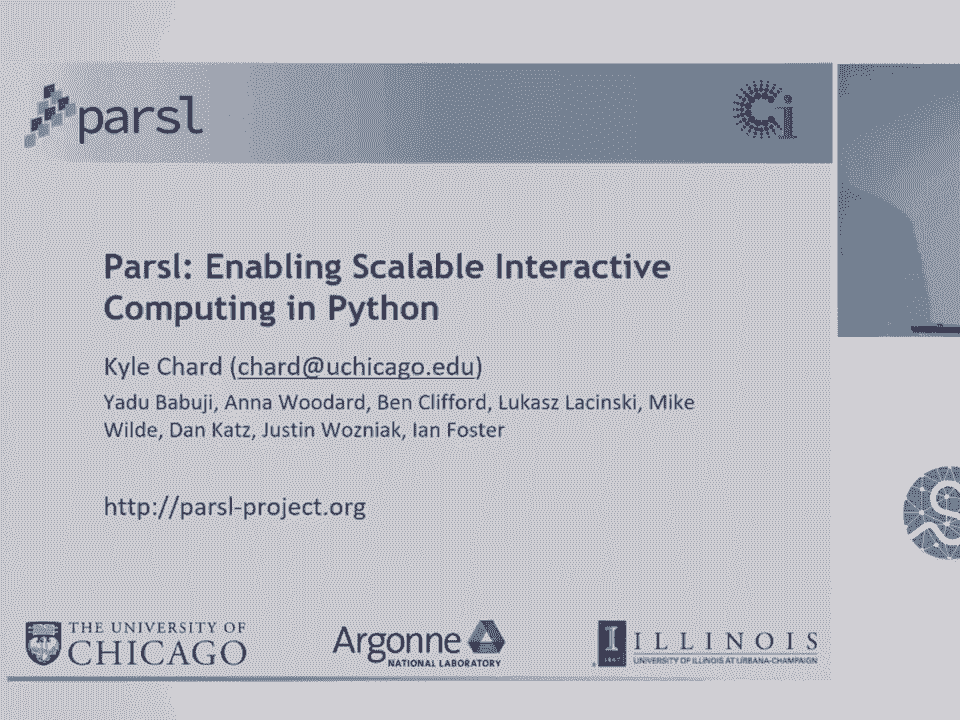 parsl
Ci
Parsl: Enabling Scalable Interactive
Computing in Python
Kyle Chard (chard@uchicago.edu)
Yadu Babuji, Anna Woodard, Ben Clifford, Lukasz Lacinski, Mike
Wilde, Dan Katz, Justin Wozniak, Ian Foster
http://parsl-project.org
THE UNIVERSITY OF
CHICAGO
Argonne
NATIONAL LABORATORY
I ILLINOIS
UNIVERSITY OF ILLINOIS AT URBANA-CHAMPAIGN